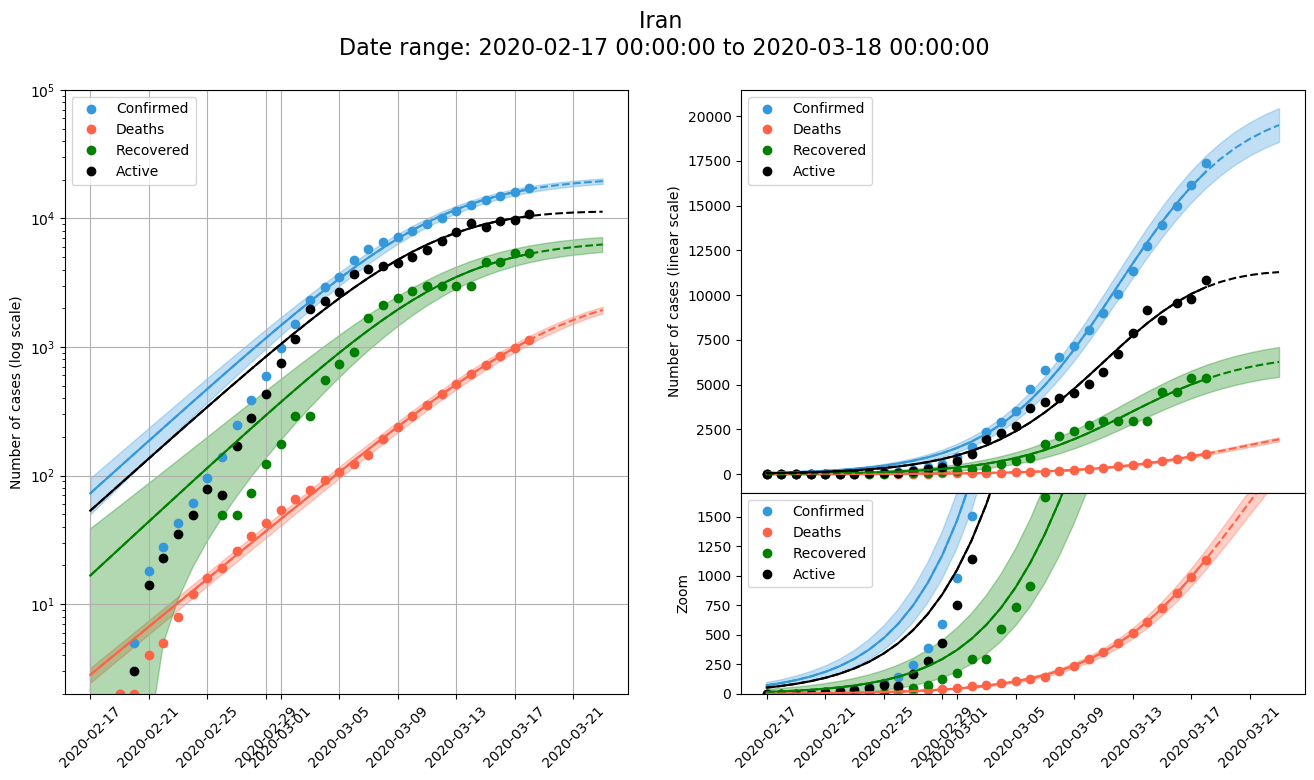 Iran
Date range: 2020-02-17 00:00:00 to 2020-03-18 00:00:00
Number of cases (log scale)
10^5
10^4
10^3
10^2
10^1
Confirmed
Deaths
Recovered
Active
2020-02-17
2020-02-21
2020-02-25
2020-02-29
2020-03-01
2020-03-05
2020-03-09
2020-03-13
2020-03-17
2020-03-21
Number of cases (linear scale)
20000
17500
15000
12500
10000
7500
5000
2500
0
Confirmed
Deaths
Recovered
Active
Zoom
1500
1250
1000
750
500
250
0
Confirmed
Deaths
Recovered
Active
2020-02-17
2020-02-21
2020-02-25
2020-02-29
2020-03-01
2020-03-05
2020-03-09
2020-03-13
2020-03-17
2020-03-21